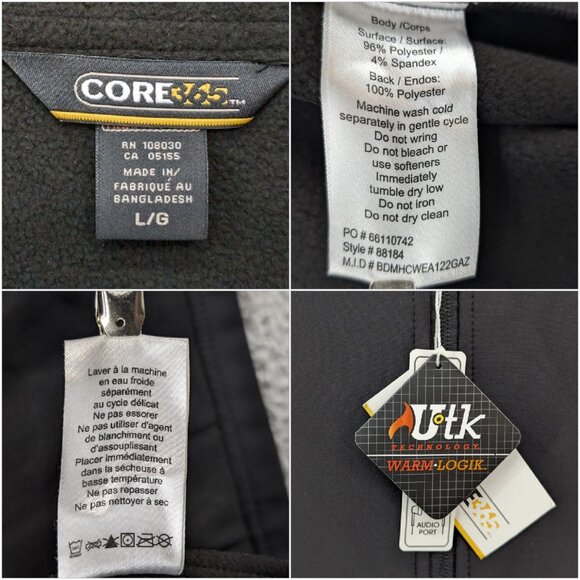 CORE365™
RN 108030
CA 05155
MADE IN/
FABRIQUÉ AU
BANGLADESH
L/G
Body /Corps
Surface / Surface:
96% Polyester /
4% Spandex
Back / Endos:
100% Polyester
Machine wash cold
separately in gentle cycle
Do not wring
Do not bleach or
use softeners
Immediately
tumble dry low
Do not iron
Do not dry clean
PO # 66110742
Style # 88184
M.I.D # BDMHCWEA122GAZ
Laver à la machine
en eau froide
séparément
au cycle délicat
Ne pas essorer
Ne pas utiliser d'agent
de blanchiment ou
d'assouplissant
Placer immédiatement
dans la sécheuse à
basse température
Ne pas repasser
Ne pas nettoyer à sec
Utk
TECHNOLOGY
WARM·LOGIK™
365
AUDIO
PORT